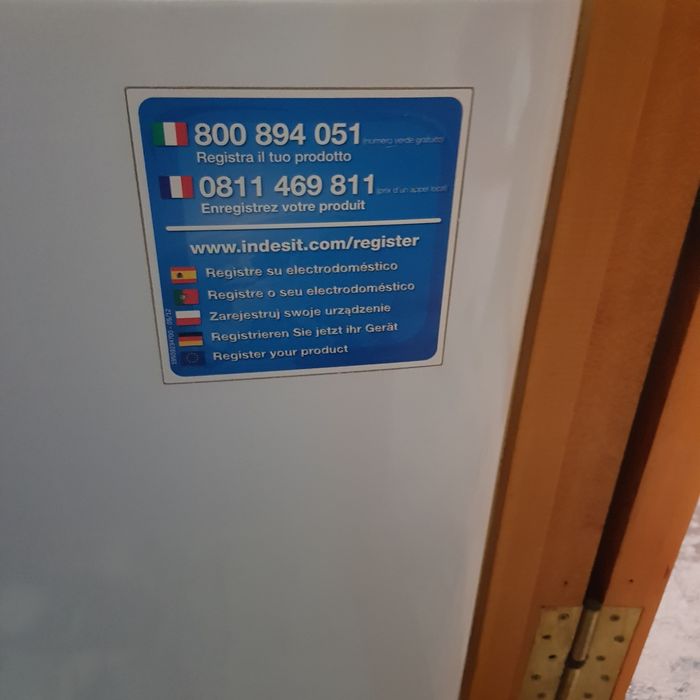 800 894 051 (numero verde gratuito)
Registra il tuo prodotto
0811 469 811 (prix d'un appel local)
Enregistrez votre produit
www.indesit.com/register
Registre su electrodoméstico
Registre o seu electrodoméstico
Zarejestruj swoje urządzenie
Registrieren Sie jetzt ihr Gerät
Register your product